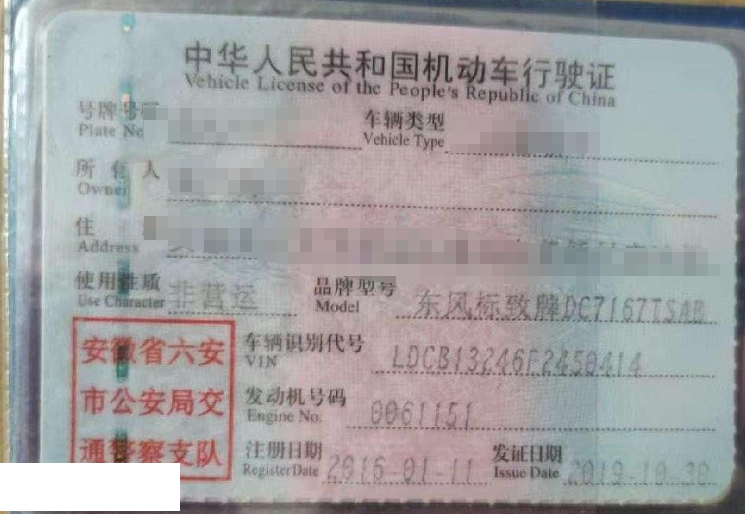 中华人民共和国机动车行驶证
Vehicle License of the People's Republic of China
号牌号码 车辆类型
Plate No Vehicle Type
所有人
Owner
住
Address
使用性质 非营运 品牌型号 东风标致牌DC7167TSAB
Use Character Model
安徽省六安
市公安局交
通警察支队
车辆识别代号 LDCB13246F2450414
VIN
发动机号码 0061151
Engine No.
注册日期 2016-01-11 发证日期 2019-10-30
Register Date Issue Date